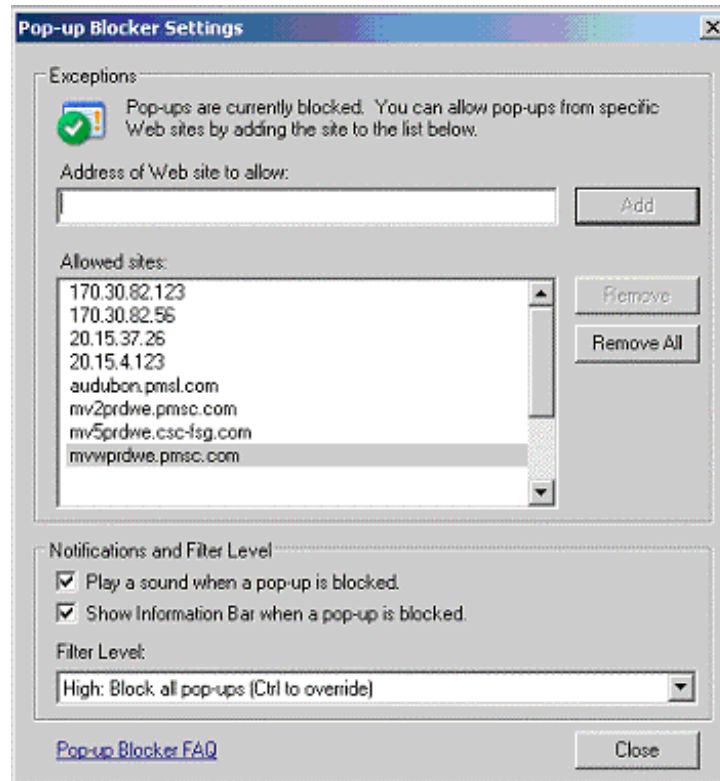 Pop-up Blocker Settings
Exceptions
Pop-ups are currently blocked. You can allow pop-ups from specific
Web sites by adding the site to the list below.
Address of Web site to allow:
Add
Allowed sites:
170.30.82.123
170.30.82.56
20.15.37.26
20.15.4.123
audubon.pmsl.com
mv2prdwe.pmsc.com
mv5prdwe.csc-fsg.com
mvwprdwe.pmsc.com
Remove
Remove All
Notifications and Filter Level
Play a sound when a pop-up is blocked.
Show Information Bar when a pop-up is blocked.
Filter Level:
High: Block all pop-ups (Ctrl to override)
Pop-up Blocker FAQ
Close